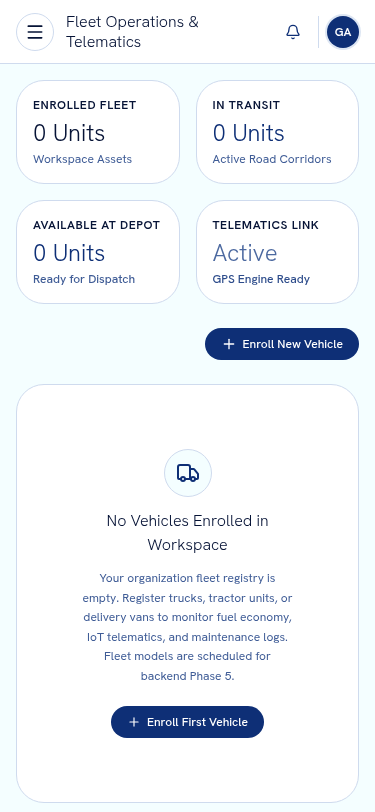 Fleet Operations &
Telematics
GA
ENROLLED FLEET
0 Units
Workspace Assets
IN TRANSIT
0 Units
Active Road Corridors
AVAILABLE AT DEPOT
0 Units
Ready for Dispatch
TELEMATICS LINK
Active
GPS Engine Ready
Enroll New Vehicle
No Vehicles Enrolled in
Workspace
Your organization fleet registry is
empty. Register trucks, tractor units, or
delivery vans to monitor fuel economy,
IoT telematics, and maintenance logs.
Fleet models are scheduled for
backend Phase 5.
Enroll First Vehicle